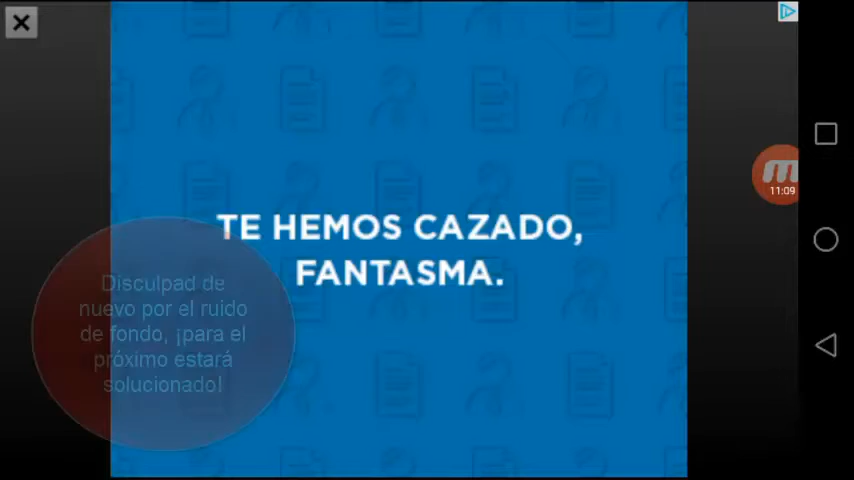 TE HEMOS CAZADO,
FANTASMA.
Disculpad de
nuevo por el ruido
de fondo, ¡para el
próximo estará
solucionado!
11:09